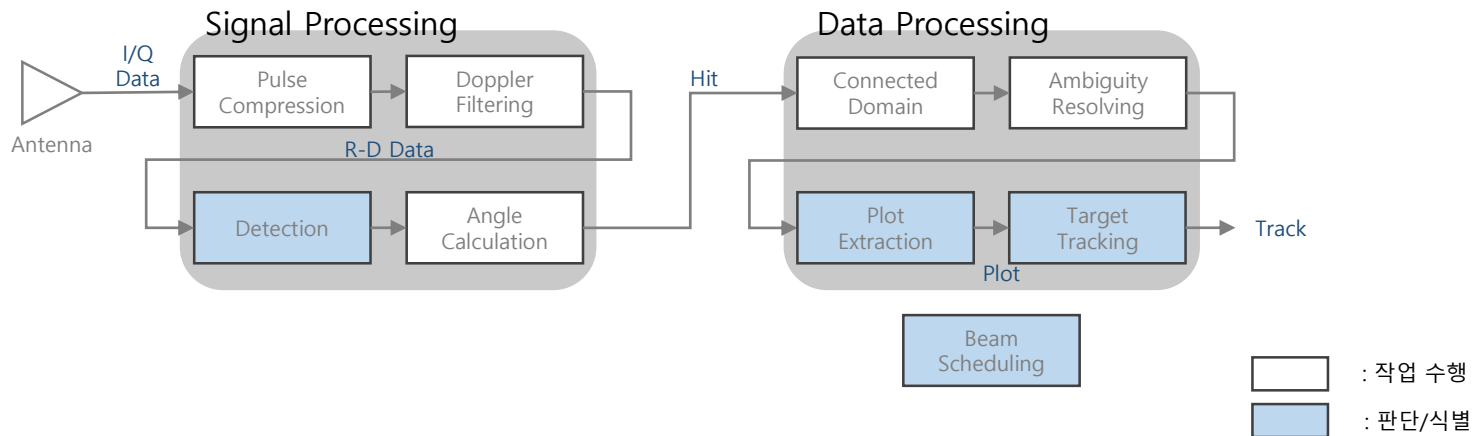 Signal Processing
Data Processing
I/Q
Data
Antenna
Pulse
Compression
Doppler
Filtering
R-D Data
Detection
Angle
Calculation
Hit
Connected
Domain
Ambiguity
Resolving
Plot
Extraction
Target
Tracking
Plot
Track
Beam
Scheduling
: 작업 수행
: 판단/식별